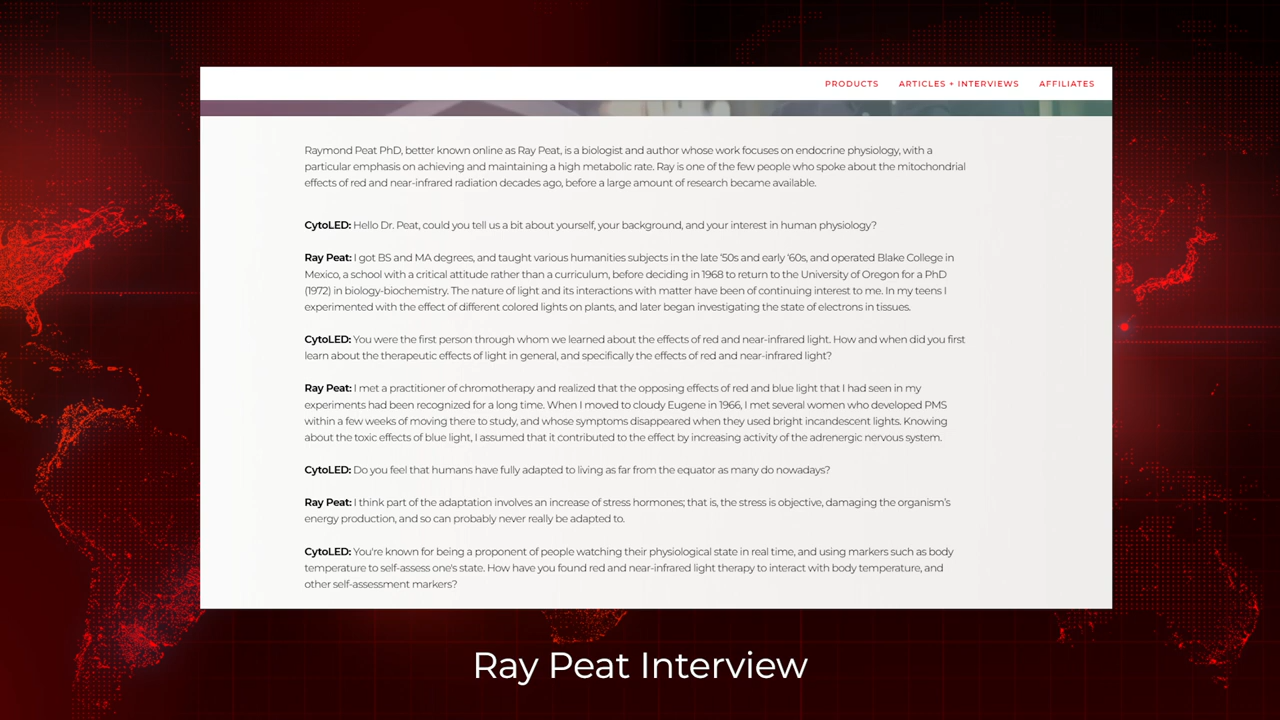 PRODUCTS ARTICLES + INTERVIEWS AFFILIATES
Raymond Peat PhD, better known online as Ray Peat, is a biologist and author whose work focuses on endocrine physiology, with a
particular emphasis on achieving and maintaining a high metabolic rate. Ray is one of the few people who spoke about the mitochondrial
effects of red and near-infrared radiation decades ago, before a large amount of research became available.
CytoLED: Hello Dr. Peat, could you tell us a bit about yourself, your background, and your interest in human physiology?
Ray Peat: I got BS and MA degrees, and taught various humanities subjects in the late '50s and early '60s, and operated Blake College in
Mexico, a school with a critical attitude rather than a curriculum, before deciding in 1968 to return to the University of Oregon for a PhD
(1972) in biology-biochemistry. The nature of light and its interactions with matter have been of continuing interest to me. In my teens I
experimented with the effect of different colored lights on plants, and later began investigating the state of electrons in tissues.
CytoLED: You were the first person through whom we learned about the effects of red and near-infrared light. How and when did you first
learn about the therapeutic effects of light in general, and specifically the effects of red and near-infrared light?
Ray Peat: I met a practitioner of chromotherapy and realized that the opposing effects of red and blue light that I had seen in my
experiments had been recognized for a long time. When I moved to cloudy Eugene in 1966, I met several women who developed PMS
within a few weeks of moving there to study, and whose symptoms disappeared when they used bright incandescent lights. Knowing
about the toxic effects of blue light, I assumed that it contributed to the effect by increasing activity of the adrenergic nervous system.
CytoLED: Do you feel that humans have fully adapted to living as far from the equator as many do nowadays?
Ray Peat: I think part of the adaptation involves an increase of stress hormones; that is, the stress is objective, damaging the organism's
energy production, and so can probably never really be adapted to.
CytoLED: You're known for being a proponent of people watching their physiological state in real time, and using markers such as body
temperature to self-assess one's state. How have you found red and near-infrared light therapy to interact with body temperature, and
other self-assessment markers?
Ray Peat Interview